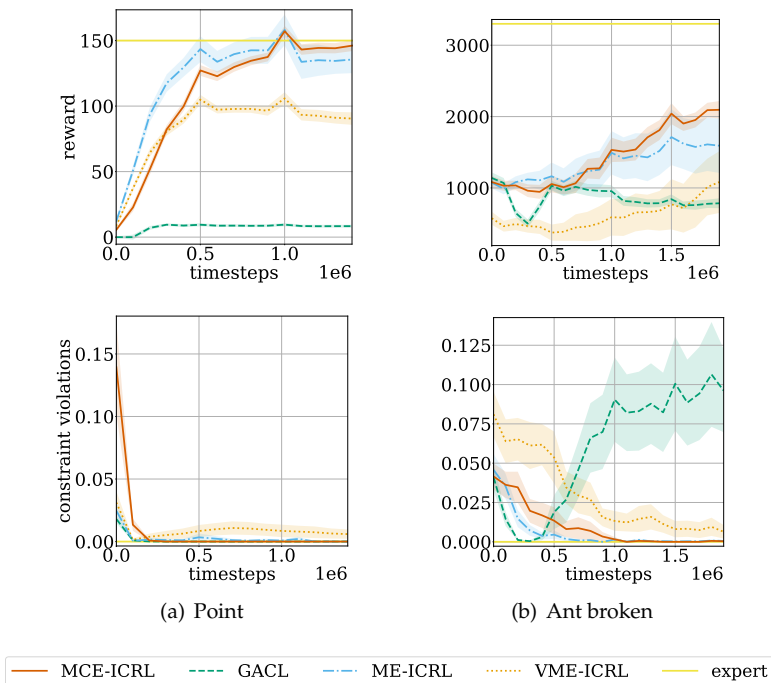 150
100
50
0
reward
0.0 0.5 1.0
timesteps 1e6
3000
2000
1000
0.0 0.5 1.0 1.5
timesteps 1e6
0.15
0.10
0.05
0.00
constraint violations
0.0 0.5 1.0
timesteps 1e6
0.125
0.100
0.075
0.050
0.025
0.000
0.0 0.5 1.0 1.5
timesteps 1e6
(a) Point
(b) Ant broken
MCE-ICRL GACL ME-ICRL VME-ICRL expert